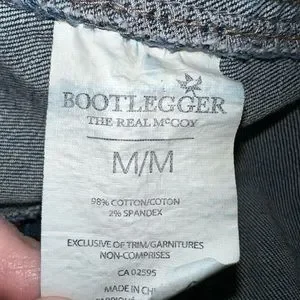 BOOTLEGGER
THE REAL McCOY
M/M
98% COTTON/COTON
2% SPANDEX
EXCLUSIVE OF TRIM/GARNITURES
NON-COMPRISES
CA 02595
MADE IN CHI